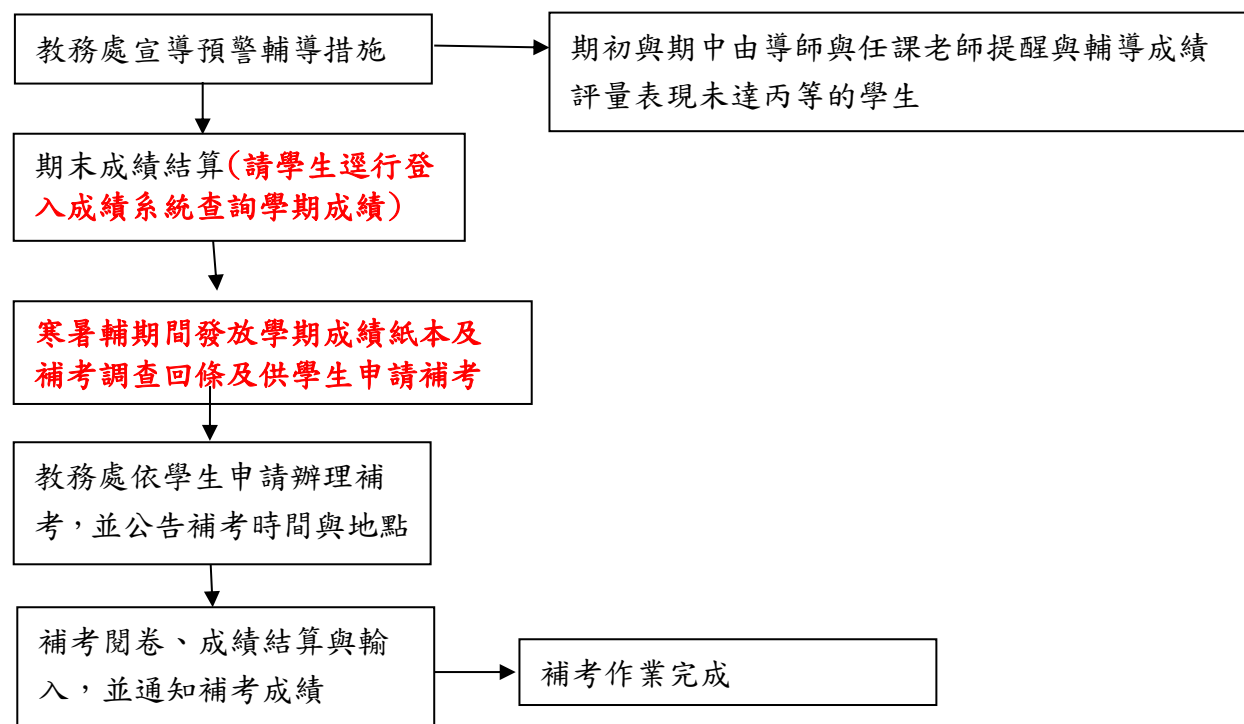 教務處宣導預警輔導措施
期初與期中由導師與任課老師提醒與輔導成績
評量表現未達丙等的學生
期末成績結算(請學生逕行登
入成績系統查詢學期成績)
寒暑輔期間發放學期成績紙本及
補考調查回條及供學生申請補考
教務處依學生申請辦理補
考,並公告補考時間與地點
補考閱卷、成績結算與輸
入,並通知補考成績
補考作業完成